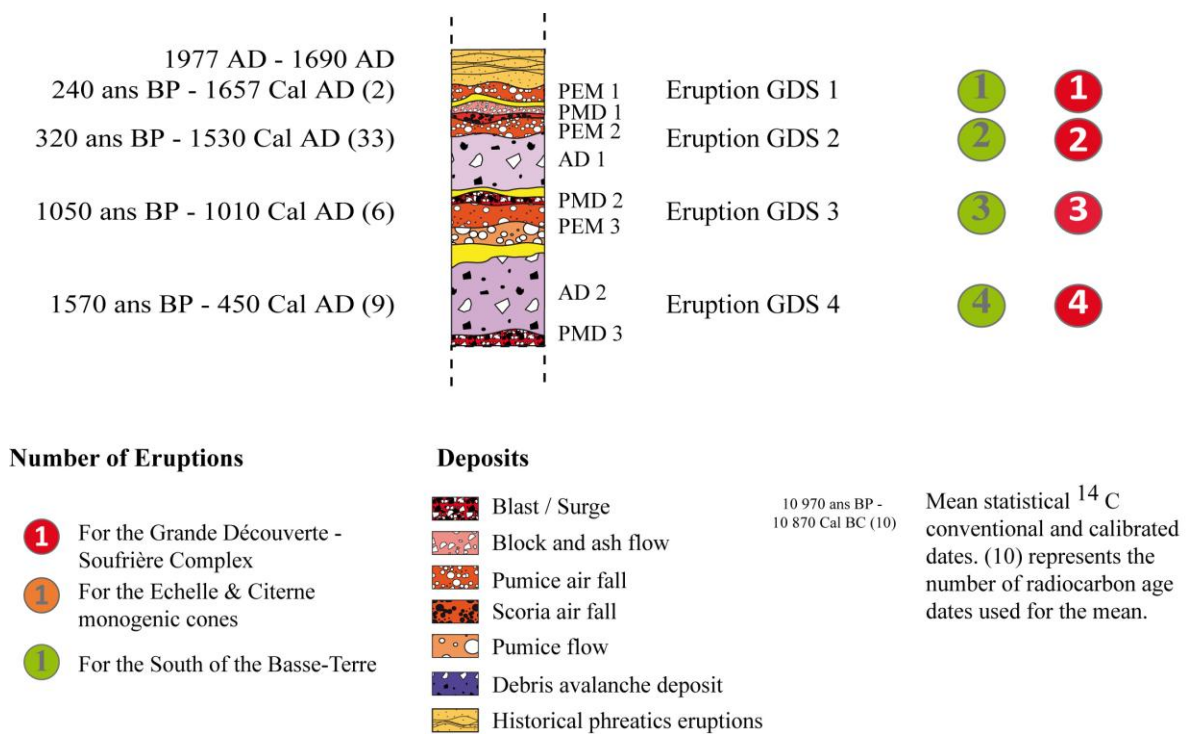 1977 AD - 1690 AD
240 ans BP - 1657 Cal AD (2)
320 ans BP - 1530 Cal AD (33)
1050 ans BP - 1010 Cal AD (6)
1570 ans BP - 450 Cal AD (9)
PEM 1
PMD 1
PEM 2
AD 1
PMD 2
PEM 3
AD 2
PMD 3
Eruption GDS 1
Eruption GDS 2
Eruption GDS 3
Eruption GDS 4
1 1
2 2
3 3
4 4
Number of Eruptions
1 For the Grande Découverte -
Soufrière Complex
1 For the Echelle & Citerne
monogenic cones
1 For the South of the Basse-Terre
Deposits
Blast / Surge
Block and ash flow
Pumice air fall
Scoria air fall
Pumice flow
Debris avalanche deposit
Historical phreatics eruptions
10 970 ans BP -
10 870 Cal BC (10)
Mean statistical 14 C
conventional and calibrated
dates. (10) represents the
number of radiocarbon age
dates used for the mean.